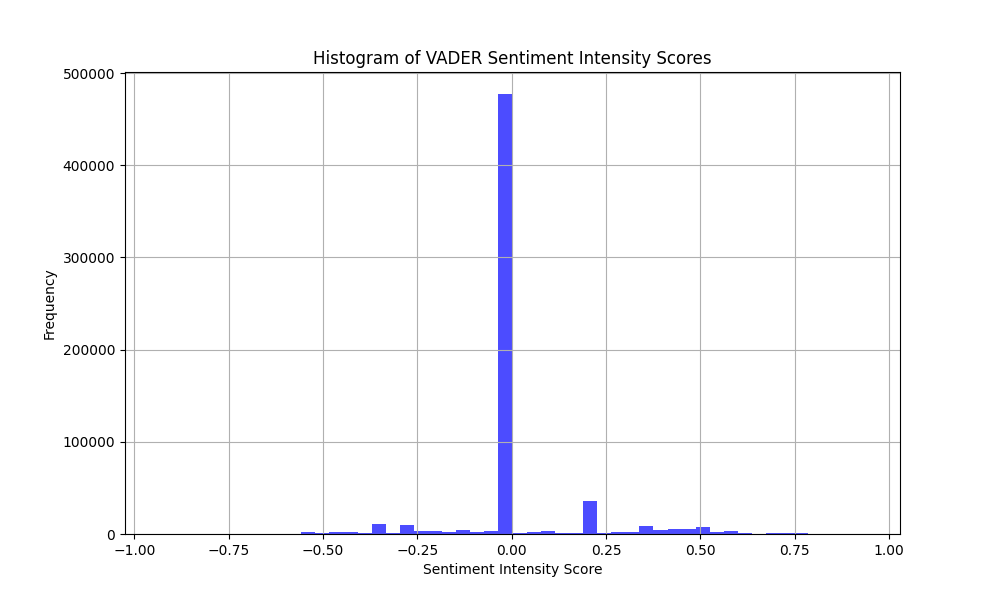 Histogram of VADER Sentiment Intensity Scores
500000
400000
300000
200000
100000
0
Frequency
−1.00 −0.75 −0.50 −0.25 0.00 0.25 0.50 0.75 1.00
Sentiment Intensity Score